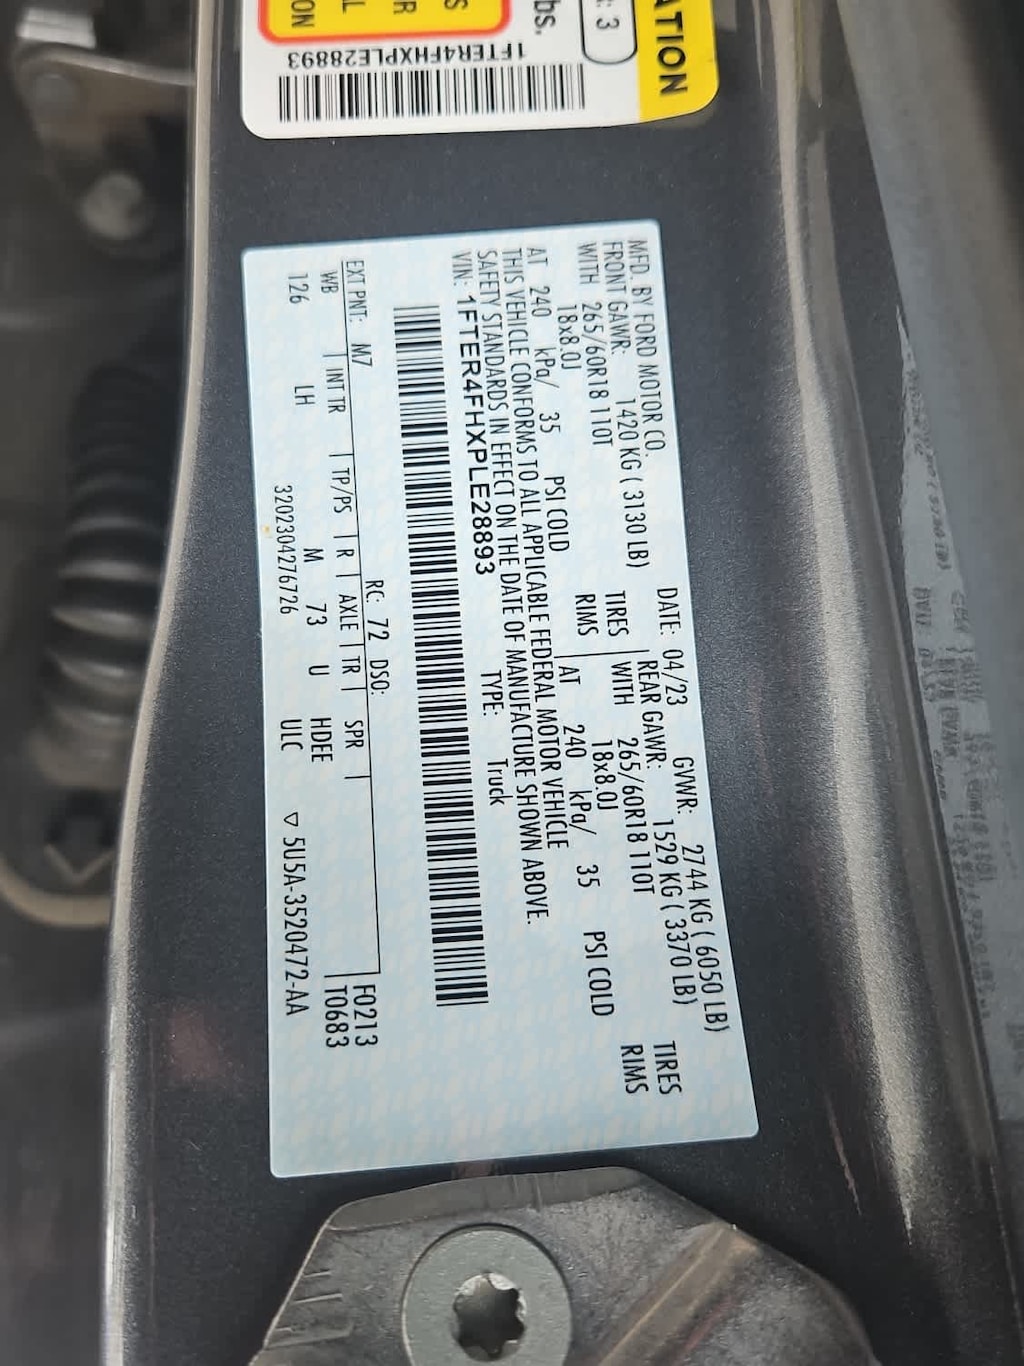 ATION
: 3
bs.
S
R
L
ON
1FTER4FHXPLE28893
MFD. BY FORD MOTOR CO.
DATE: 04/23 GVWR: 2744 KG ( 6050 LB)
FRONT GAWR: 1420 KG ( 3130 LB) REAR GAWR: 1529 KG ( 3370 LB)
WITH 265/60R18 110T TIRES WITH 265/60R18 110T TIRES
18x8.0J RIMS 18x8.0J RIMS
AT 240 kPa/ 35 PSI COLD AT 240 kPa/ 35 PSI COLD
THIS VEHICLE CONFORMS TO ALL APPLICABLE FEDERAL MOTOR VEHICLE
SAFETY STANDARDS IN EFFECT ON THE DATE OF MANUFACTURE SHOWN ABOVE.
VIN: 1FTER4FHXPLE28893 TYPE: Truck
F0213
T0683
EXT PNT: M7 RC: 72 DSO:
WB INT TR TP/PS R AXLE TR SPR
126 LH M 73 U HDEE
3202304276726 ULC ▽ 5U5A-3520472-AA